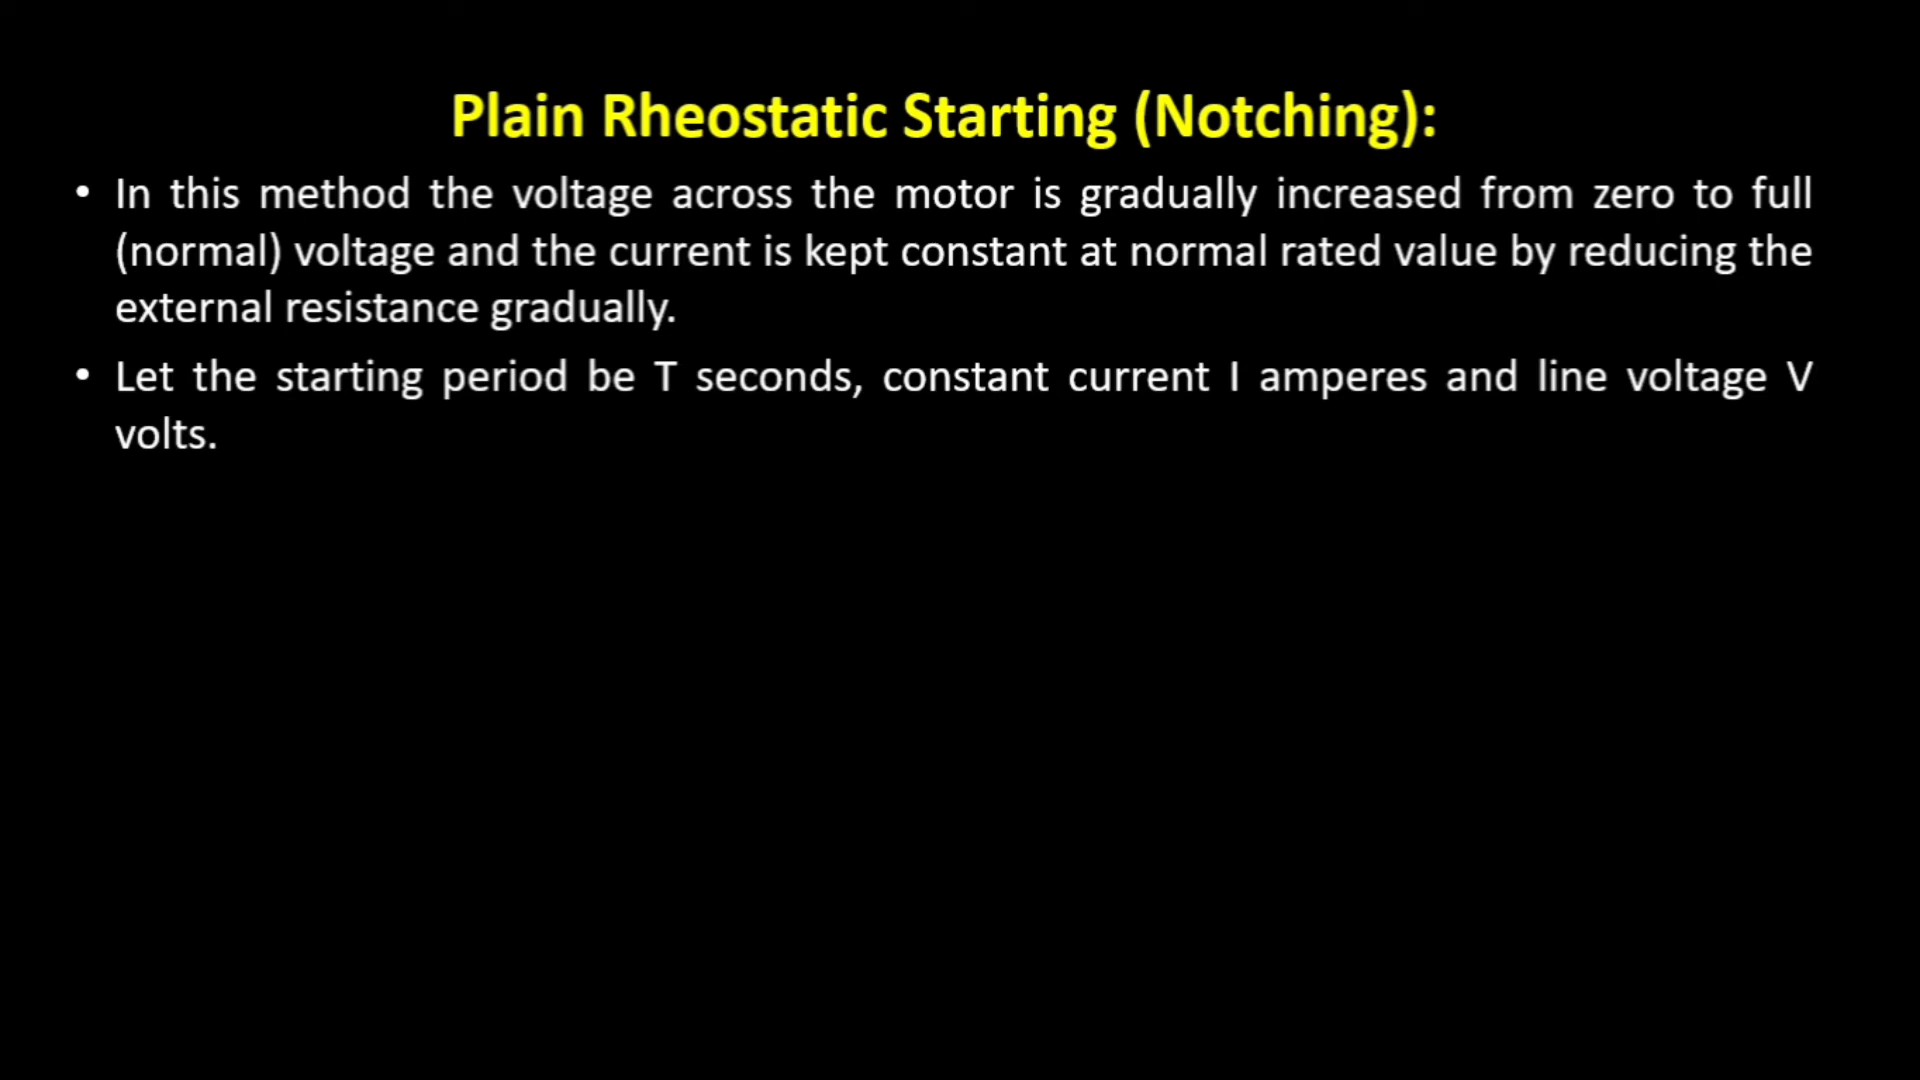 Plain Rheostatic Starting (Notching):
• In this method the voltage across the motor is gradually increased from zero to full
(normal) voltage and the current is kept constant at normal rated value by reducing the
external resistance gradually.
• Let the starting period be T seconds, constant current I amperes and line voltage V
volts.